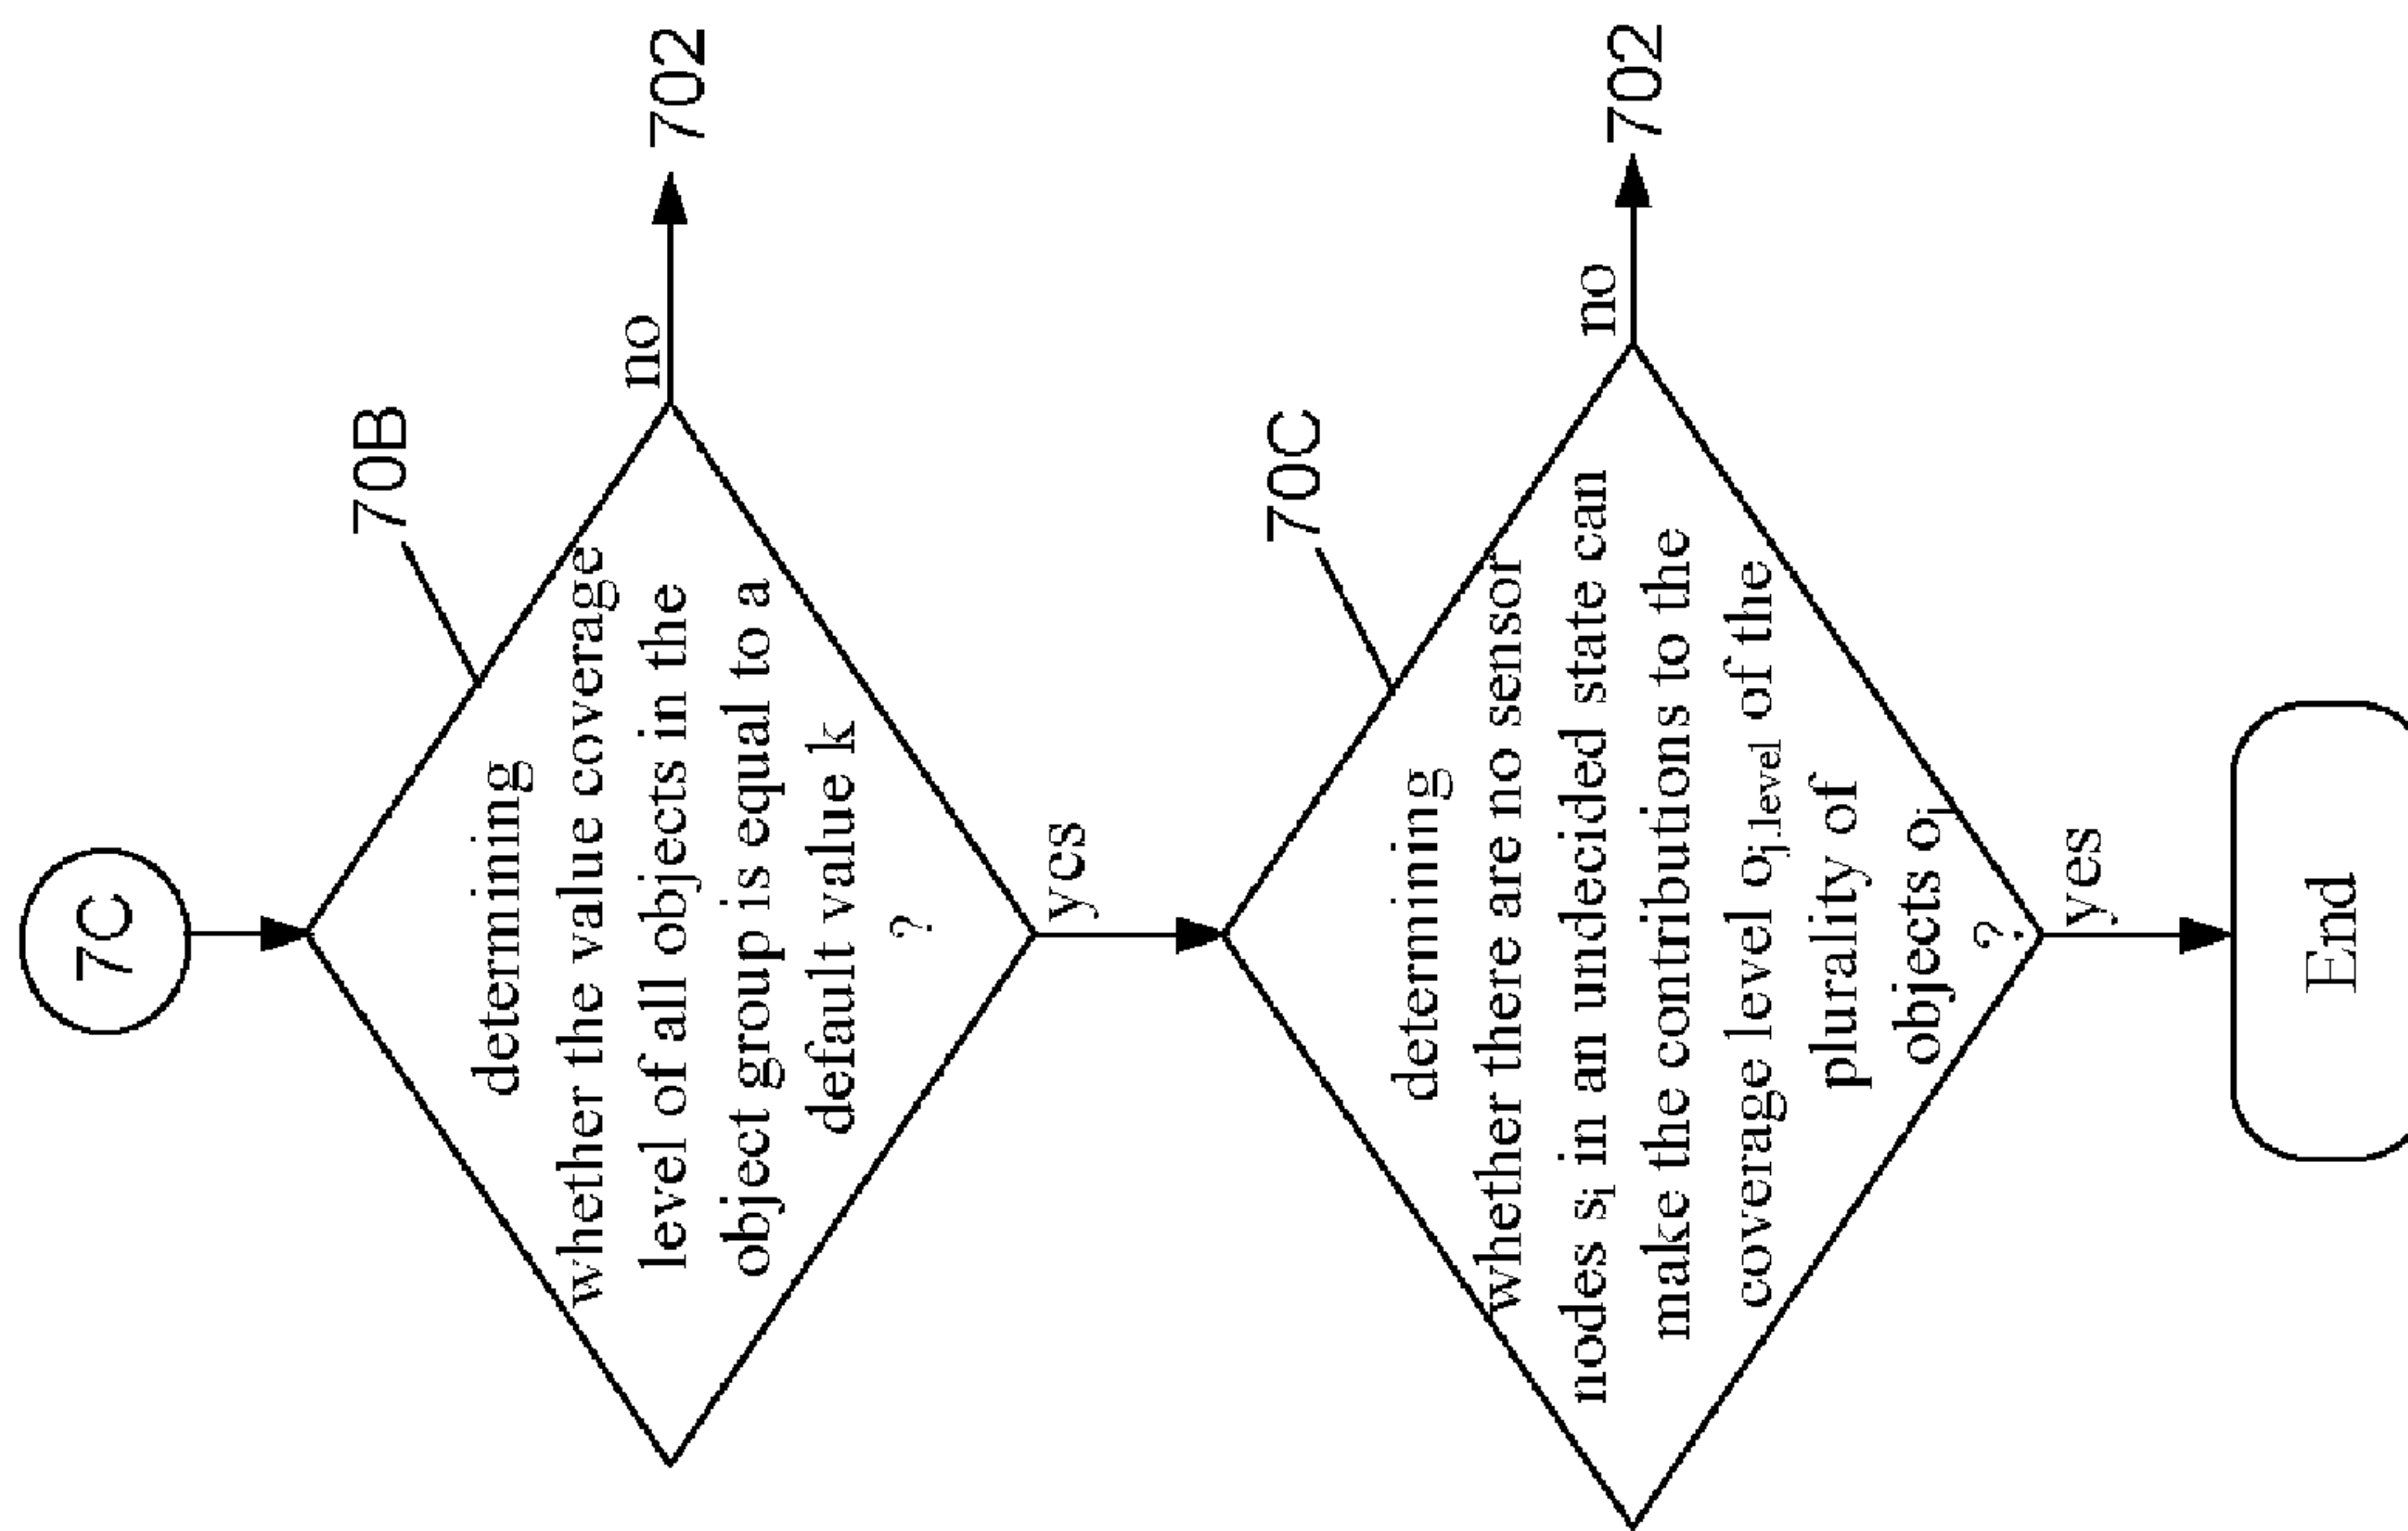 7C
70B
determining
whether the value coverage
level of all objects in the
object group is equal to a
default value k
?
no
702
yes
70C
determining
whether there are no sensor
nodes si in an undecided state can
make the contributions to the
coverage level oj.level of the
plurality of
objects oj
?
no
702
yes
End